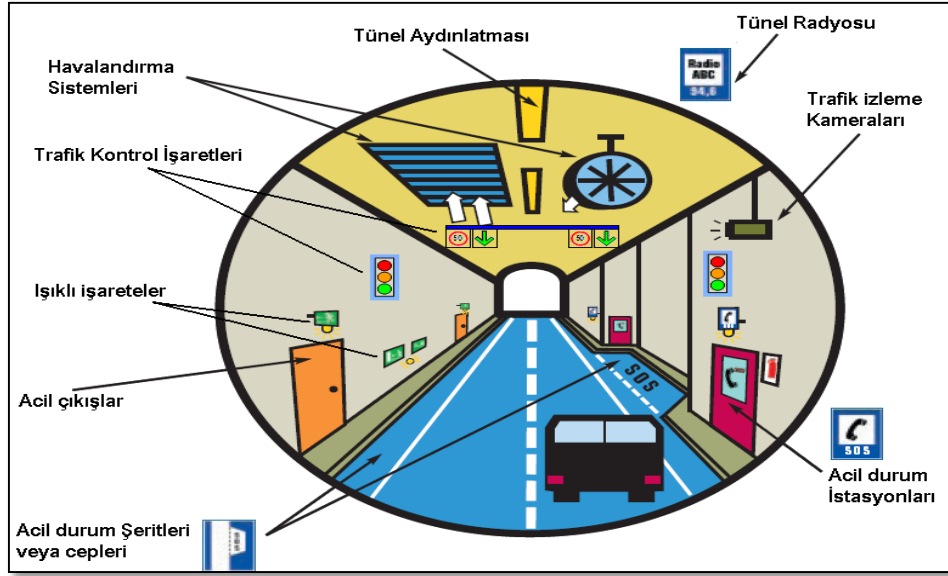 Tünel Aydınlatması
Tünel Radyosu
Radio
ABC
94,6
Havalandırma
Sistemleri
Trafik izleme
Kameraları
Trafik Kontrol İşaretleri
50
50
Işıklı işareteler
SOS
Acil çıkışlar
SOS
Acil durum
İstasyonları
Acil durum Şeritleri
veya cepleri
SOS